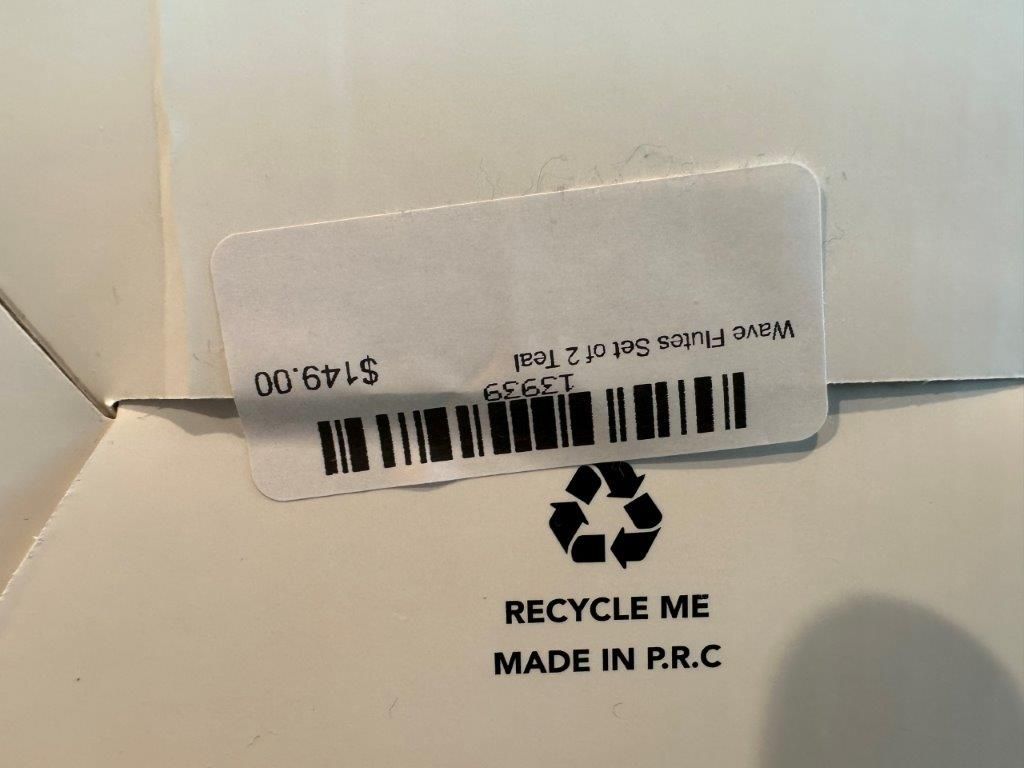 Wave Flutes Set of 2 Teal
$149.00
13939
RECYCLE ME
MADE IN P.R.C